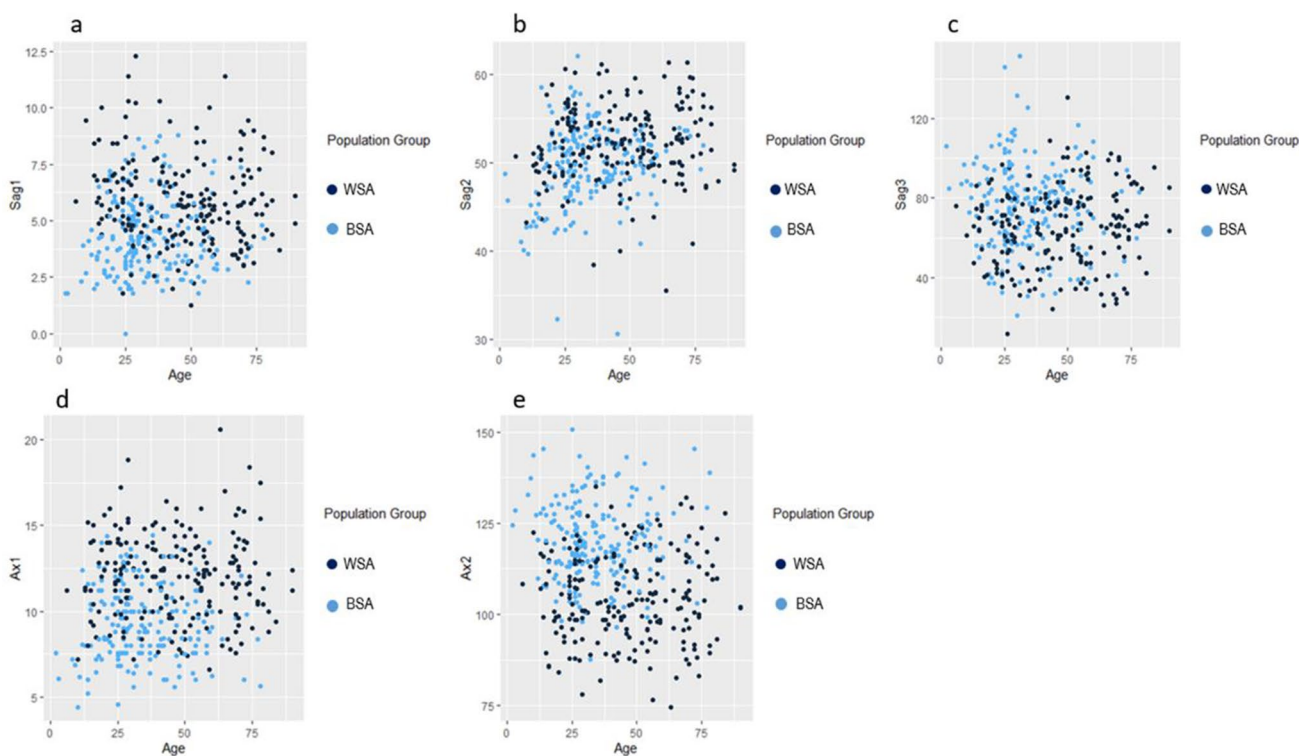 a
12.5
10.0
7.5
5.0
2.5
0.0
Sag1
0 25 50 75
Age
Population Group
WSA
BSA
b
60
50
40
30
Sag2
0 25 50 75
Age
Population Group
WSA
BSA
c
120
80
40
Sag3
0 25 50 75
Age
Population Group
WSA
BSA
d
20
15
10
5
Ax1
0 25 50 75
Age
Population Group
WSA
BSA
e
150
125
100
75
Ax2
0 25 50 75
Age
Population Group
WSA
BSA